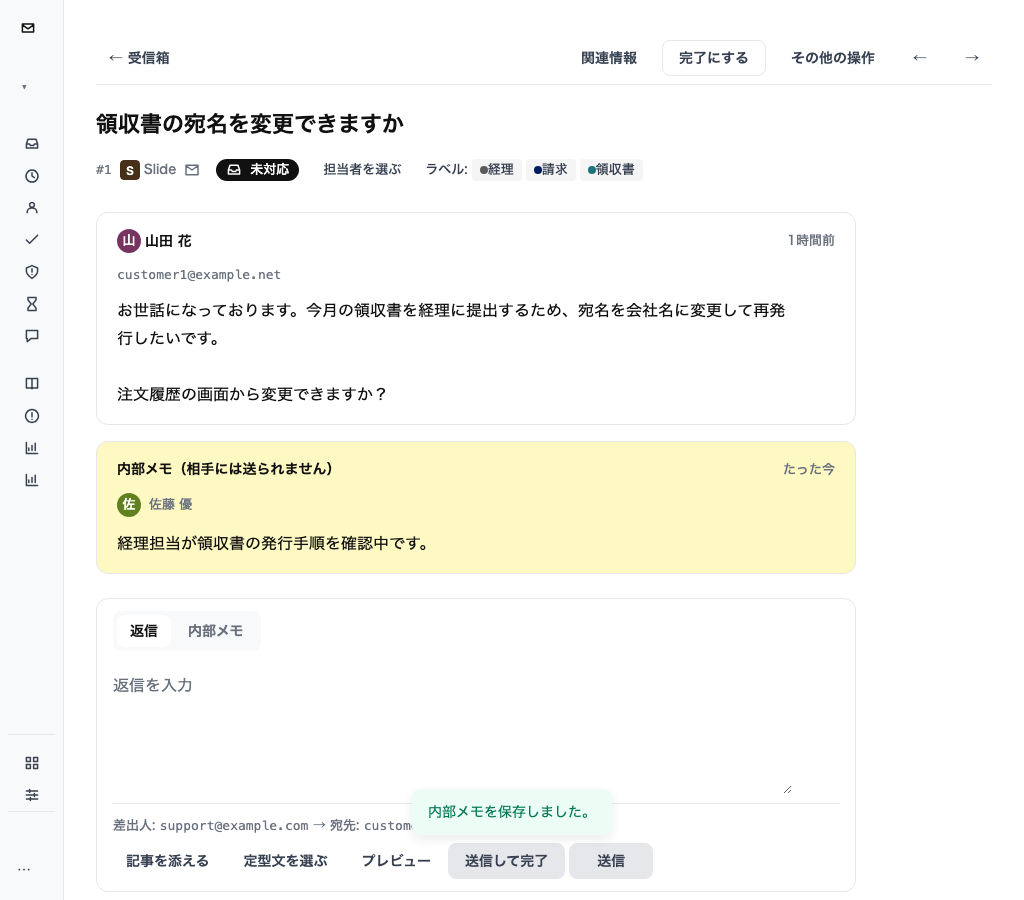 ← 受信箱
関連情報
完了にする
その他の操作
←
→
領収書の宛名を変更できますか
#1 S Slide 未対応 担当者を選ぶ ラベル: 経理 請求 領収書
山 山田 花 1時間前
customer1@example.net
お世話になっております。今月の領収書を経理に提出するため、宛名を会社名に変更して再発
行したいです。
注文履歴の画面から変更できますか？
内部メモ（相手には送られません） たった今
佐 佐藤 優
経理担当が領収書の発行手順を確認中です。
返信 内部メモ
返信を入力
内部メモを保存しました。
差出人: support@example.com → 宛先: custom
記事を添える 定型文を選ぶ プレビュー 送信して完了 送信